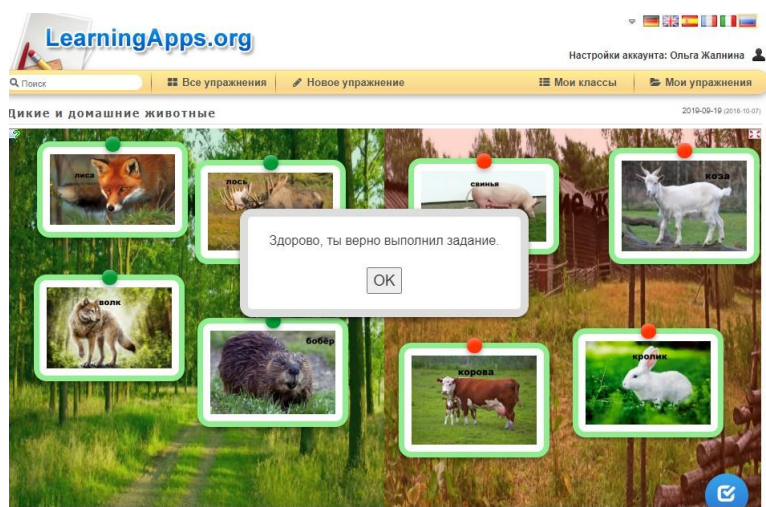 LearningApps.org
Настройки аккаунта: Ольга Жалнина
Поиск
Все упражнения
Новое упражнение
Мои классы
Мои упражнения
Дикие и домашние животные
2019-09-19 (2016-10-07)
лиса
лось
свинья
коза
Здорово, ты верно выполнил задание.
OK
волк
бобёр
корова
кролик